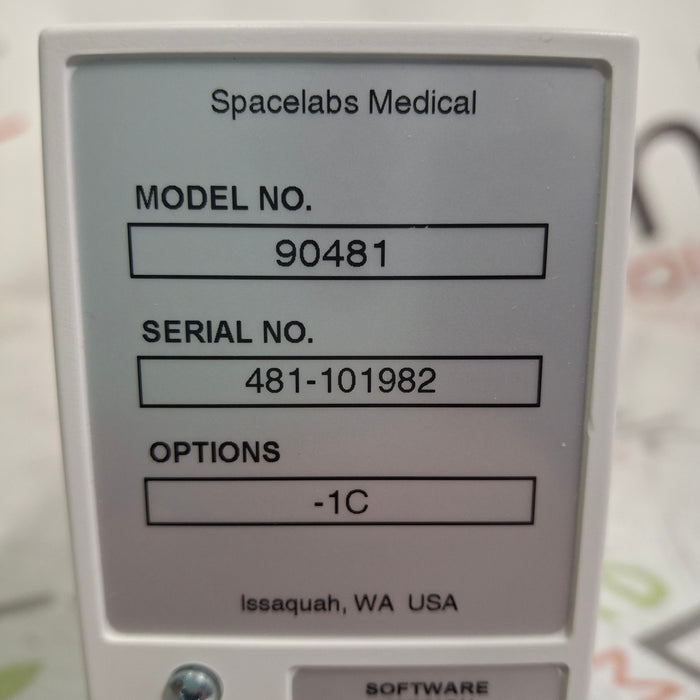 Spacelabs Medical
MODEL NO.
90481
SERIAL NO.
481-101982
OPTIONS
-1C
Issaquah, WA USA
SOFTWARE